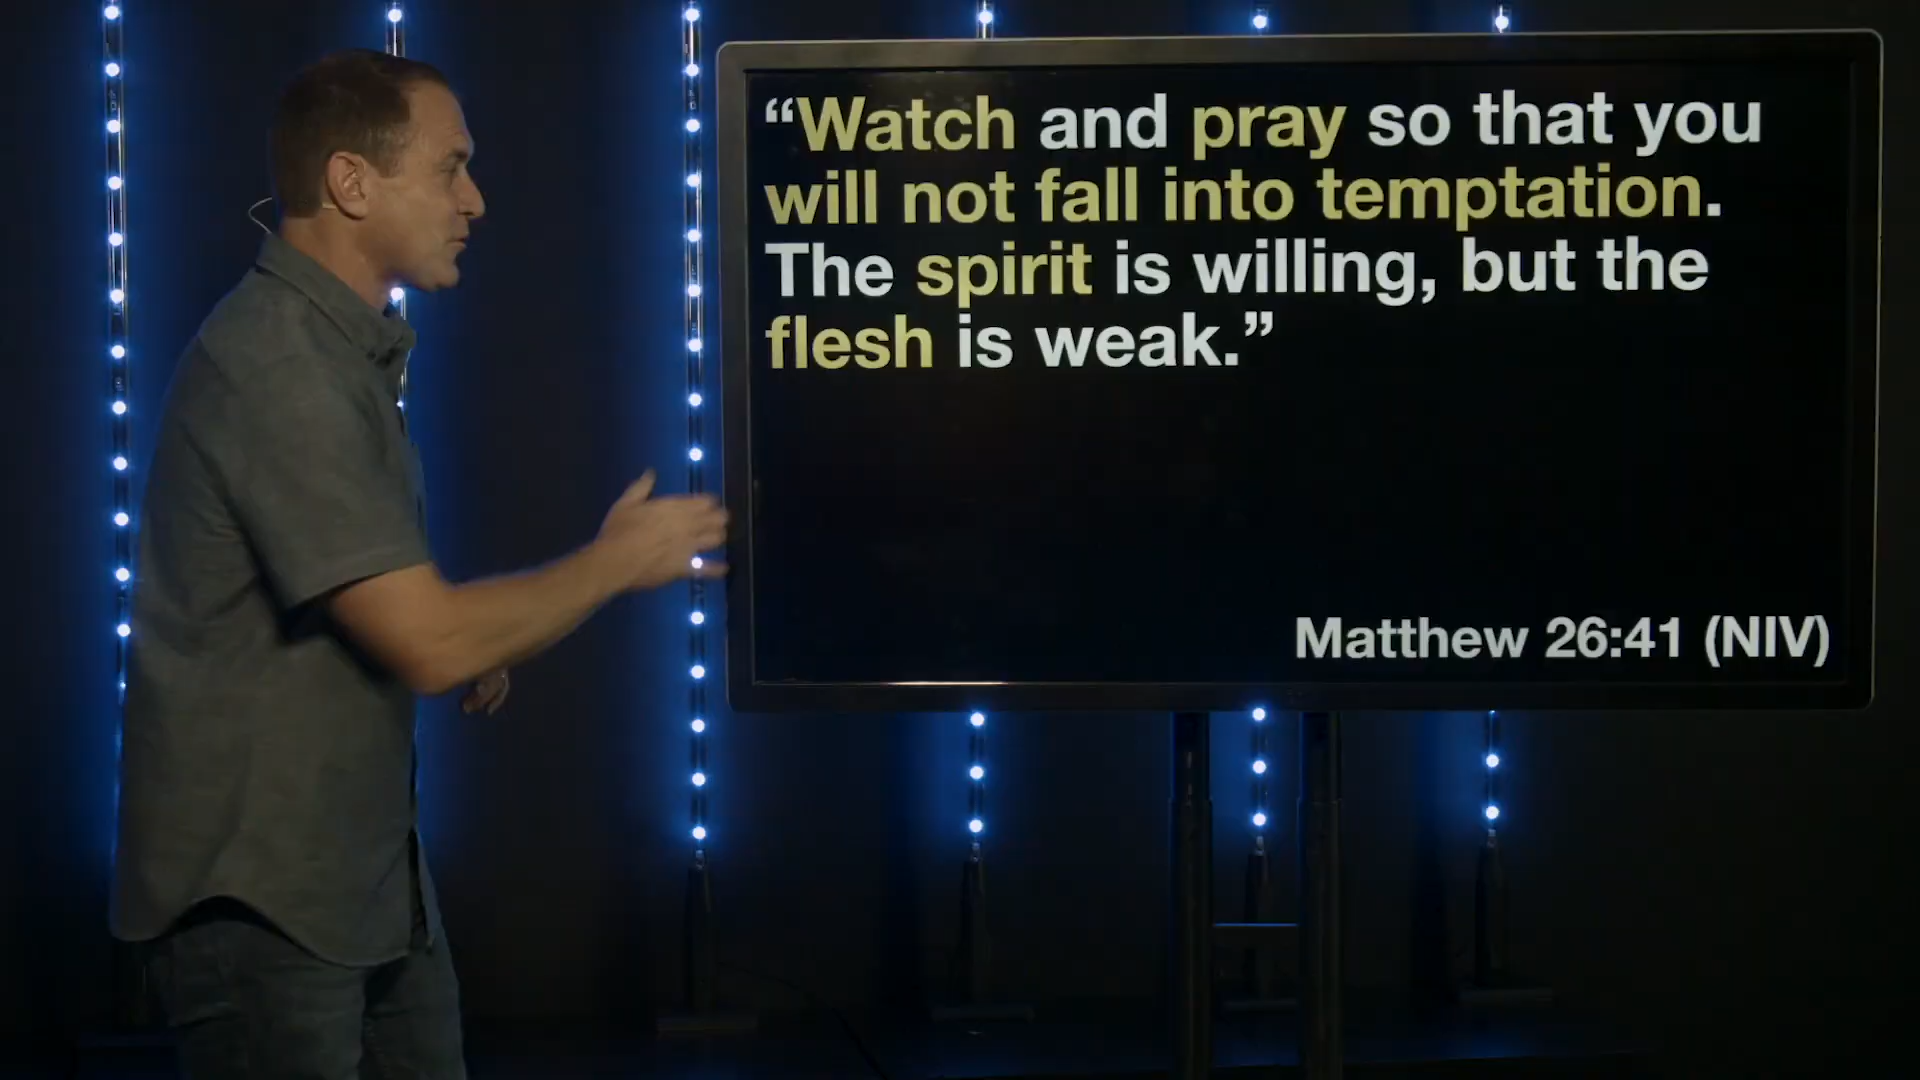 “Watch and pray so that you
will not fall into temptation.
The spirit is willing, but the
flesh is weak.”
Matthew 26:41 (NIV)